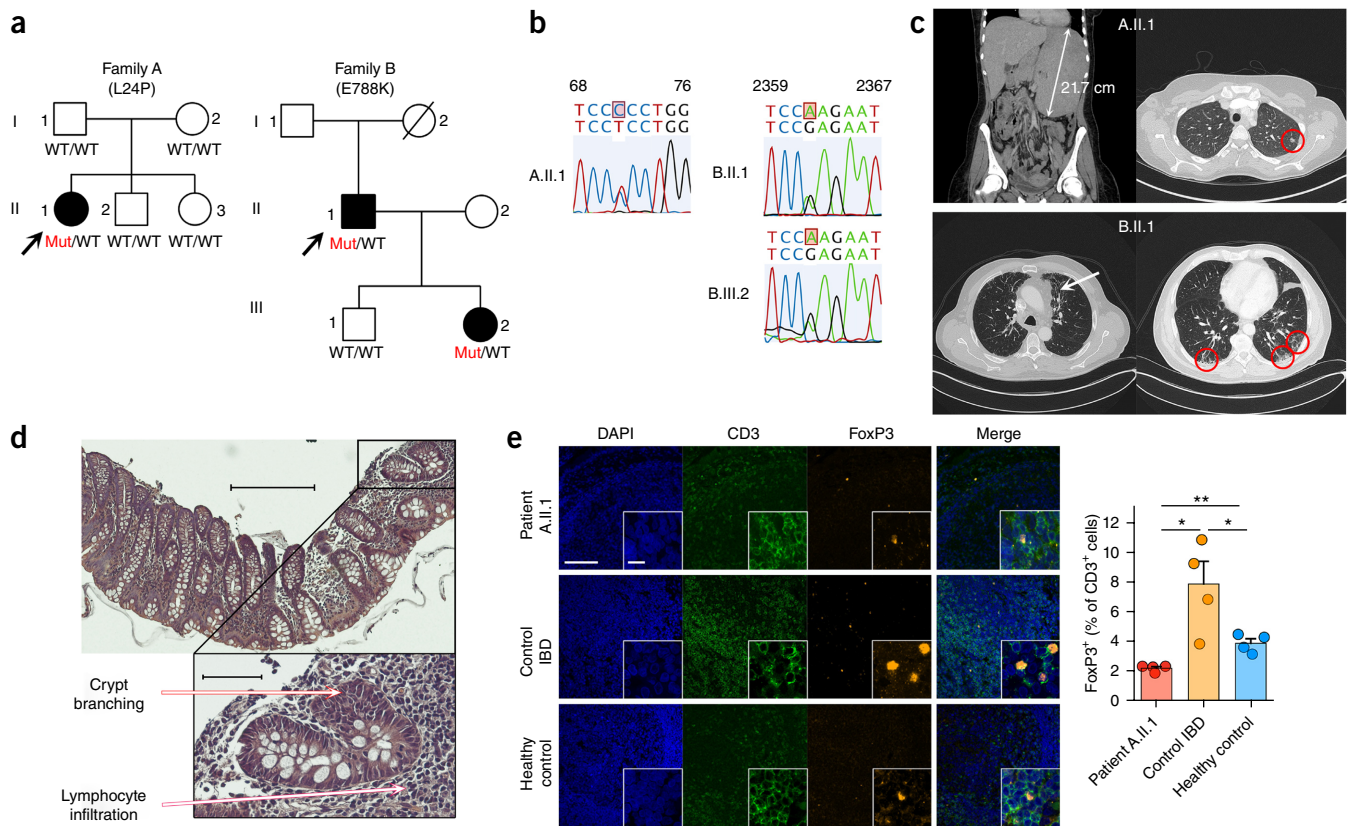 a
Family A
(L24P)
Family B
(E788K)
I
1
2
1
2
WT/WT
WT/WT
II
1
2
3
II
1
2
Mut/WT
WT/WT
WT/WT
Mut/WT
III
1
2
WT/WT
Mut/WT
b
68
76
2359
2367
TCCCCCTGG
TCCTCCTGG
TCCAAGAAT
TCCGAGAAT
A.II.1
B.II.1
TCCAAGAAT
TCCGAGAAT
B.III.2
c
A.II.1
21.7 cm
B.II.1
d
Crypt
branching
Lymphocyte
infiltration
e
DAPI
CD3
FoxP3
Merge
Patient
A.II.1
Control
IBD
Healthy
control
FoxP3+ (% of CD3+ cells)
**
*
*
12
10
8
6
4
2
0
Patient A.II.1
Control IBD
Healthy control